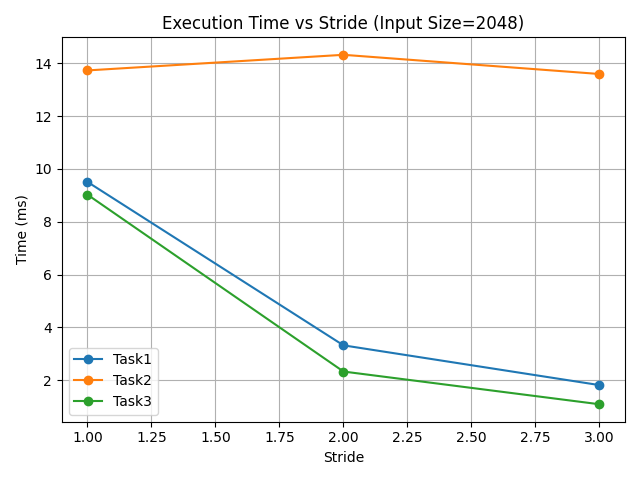 Execution Time vs Stride (Input Size=2048)
Time (ms)
14
12
10
8
6
4
2
Task1
Task2
Task3
1.00 1.25 1.50 1.75 2.00 2.25 2.50 2.75 3.00
Stride